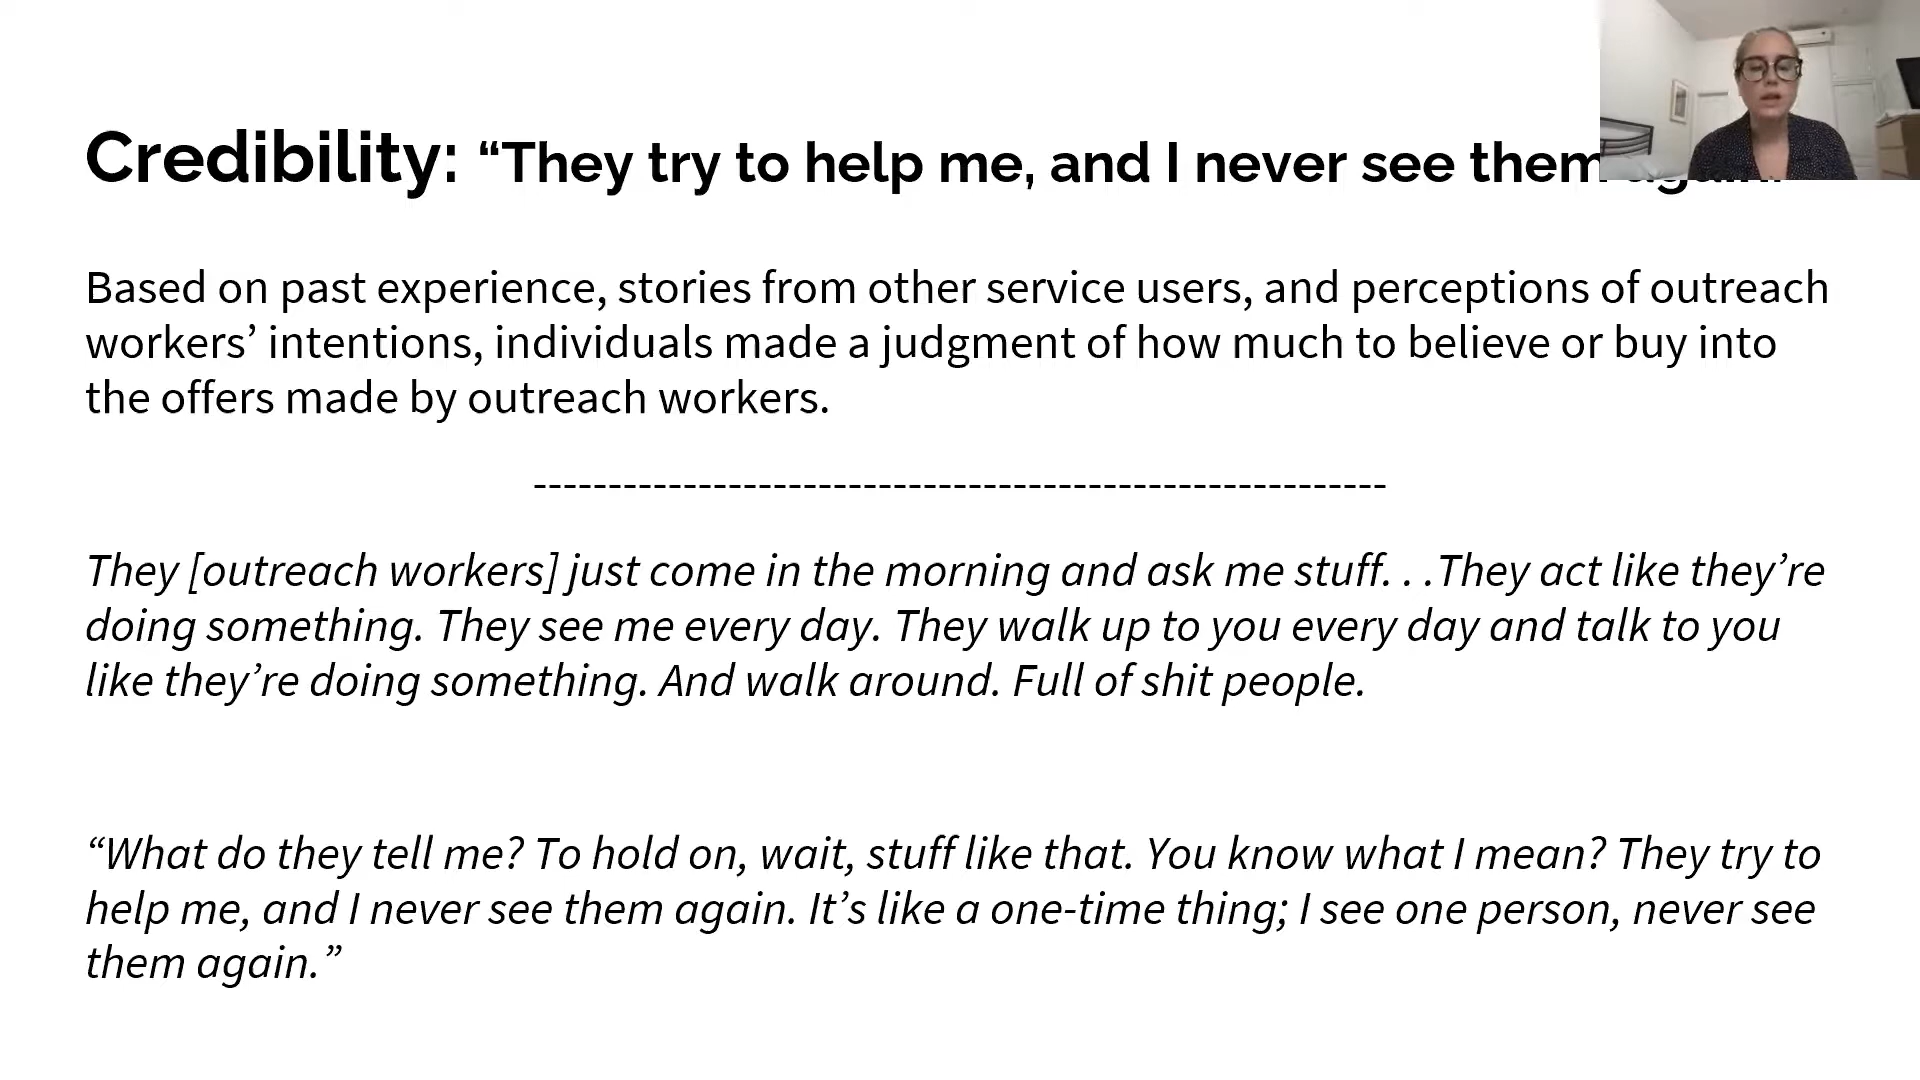 Credibility: “They try to help me, and I never see them
Based on past experience, stories from other service users, and perceptions of outreach
workers’ intentions, individuals made a judgment of how much to believe or buy into
the offers made by outreach workers.
----------------------------------------------------------
They [outreach workers] just come in the morning and ask me stuff. . .They act like they’re
doing something. They see me every day. They walk up to you every day and talk to you
like they’re doing something. And walk around. Full of shit people.
“What do they tell me? To hold on, wait, stuff like that. You know what I mean? They try to
help me, and I never see them again. It’s like a one-time thing; I see one person, never see
them again.”